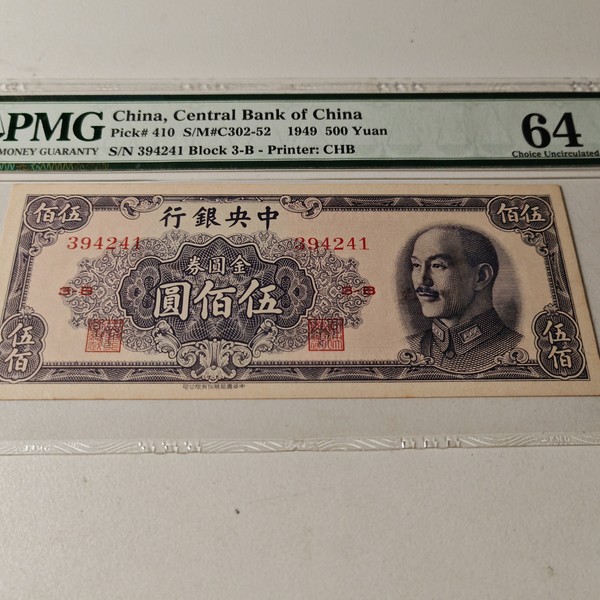 PMG
MONEY GUARANTY
China, Central Bank of China
Pick# 410 S/M#C302-52 1949 500 Yuan
S/N 394241 Block 3-B - Printer: CHB
64
Choice Uncirculated
佰伍
行銀央中
佰伍
394241
394241
券圓金
3-B
圓佰伍
3-B
伍佰
伍佰